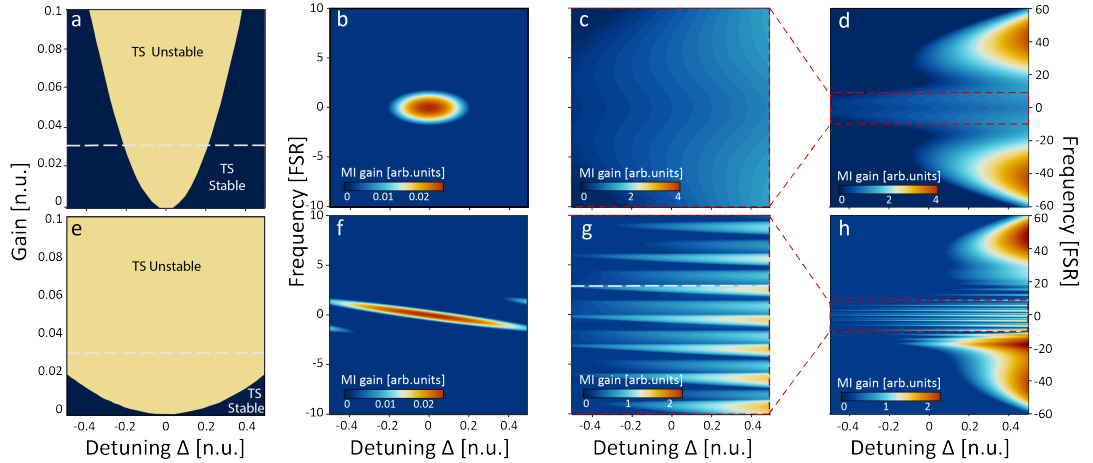 a
TS Unstable
TS
Stable
0.1
0.08
0.06
0.04
0.02
0
b
MI gain [arb.units]
0 0.01 0.02
10
5
0
-5
-10
c
MI gain [arb.units]
0 2 4
d
MI gain [arb.units]
0 2 4
60
40
20
0
-20
-40
-60
Gain [n.u.]
Frequency [FSR]
Frequency [FSR]
e
TS Unstable
TS
Stable
0.1
0.08
0.06
0.04
0.02
0
-0.4 -0.2 0 0.2 0.4
Detuning Δ [n.u.]
f
MI gain [arb.units]
0 0.01 0.02
10
5
0
-5
-10
-0.4 -0.2 0 0.2 0.4
Detuning Δ [n.u.]
g
MI gain [arb.units]
0 1 2
-0.4 -0.2 0 0.2 0.4
Detuning Δ [n.u.]
h
MI gain [arb.units]
0 1 2
60
40
20
0
-20
-40
-60
-0.4 -0.2 0 0.2 0.4
Detuning Δ [n.u.]